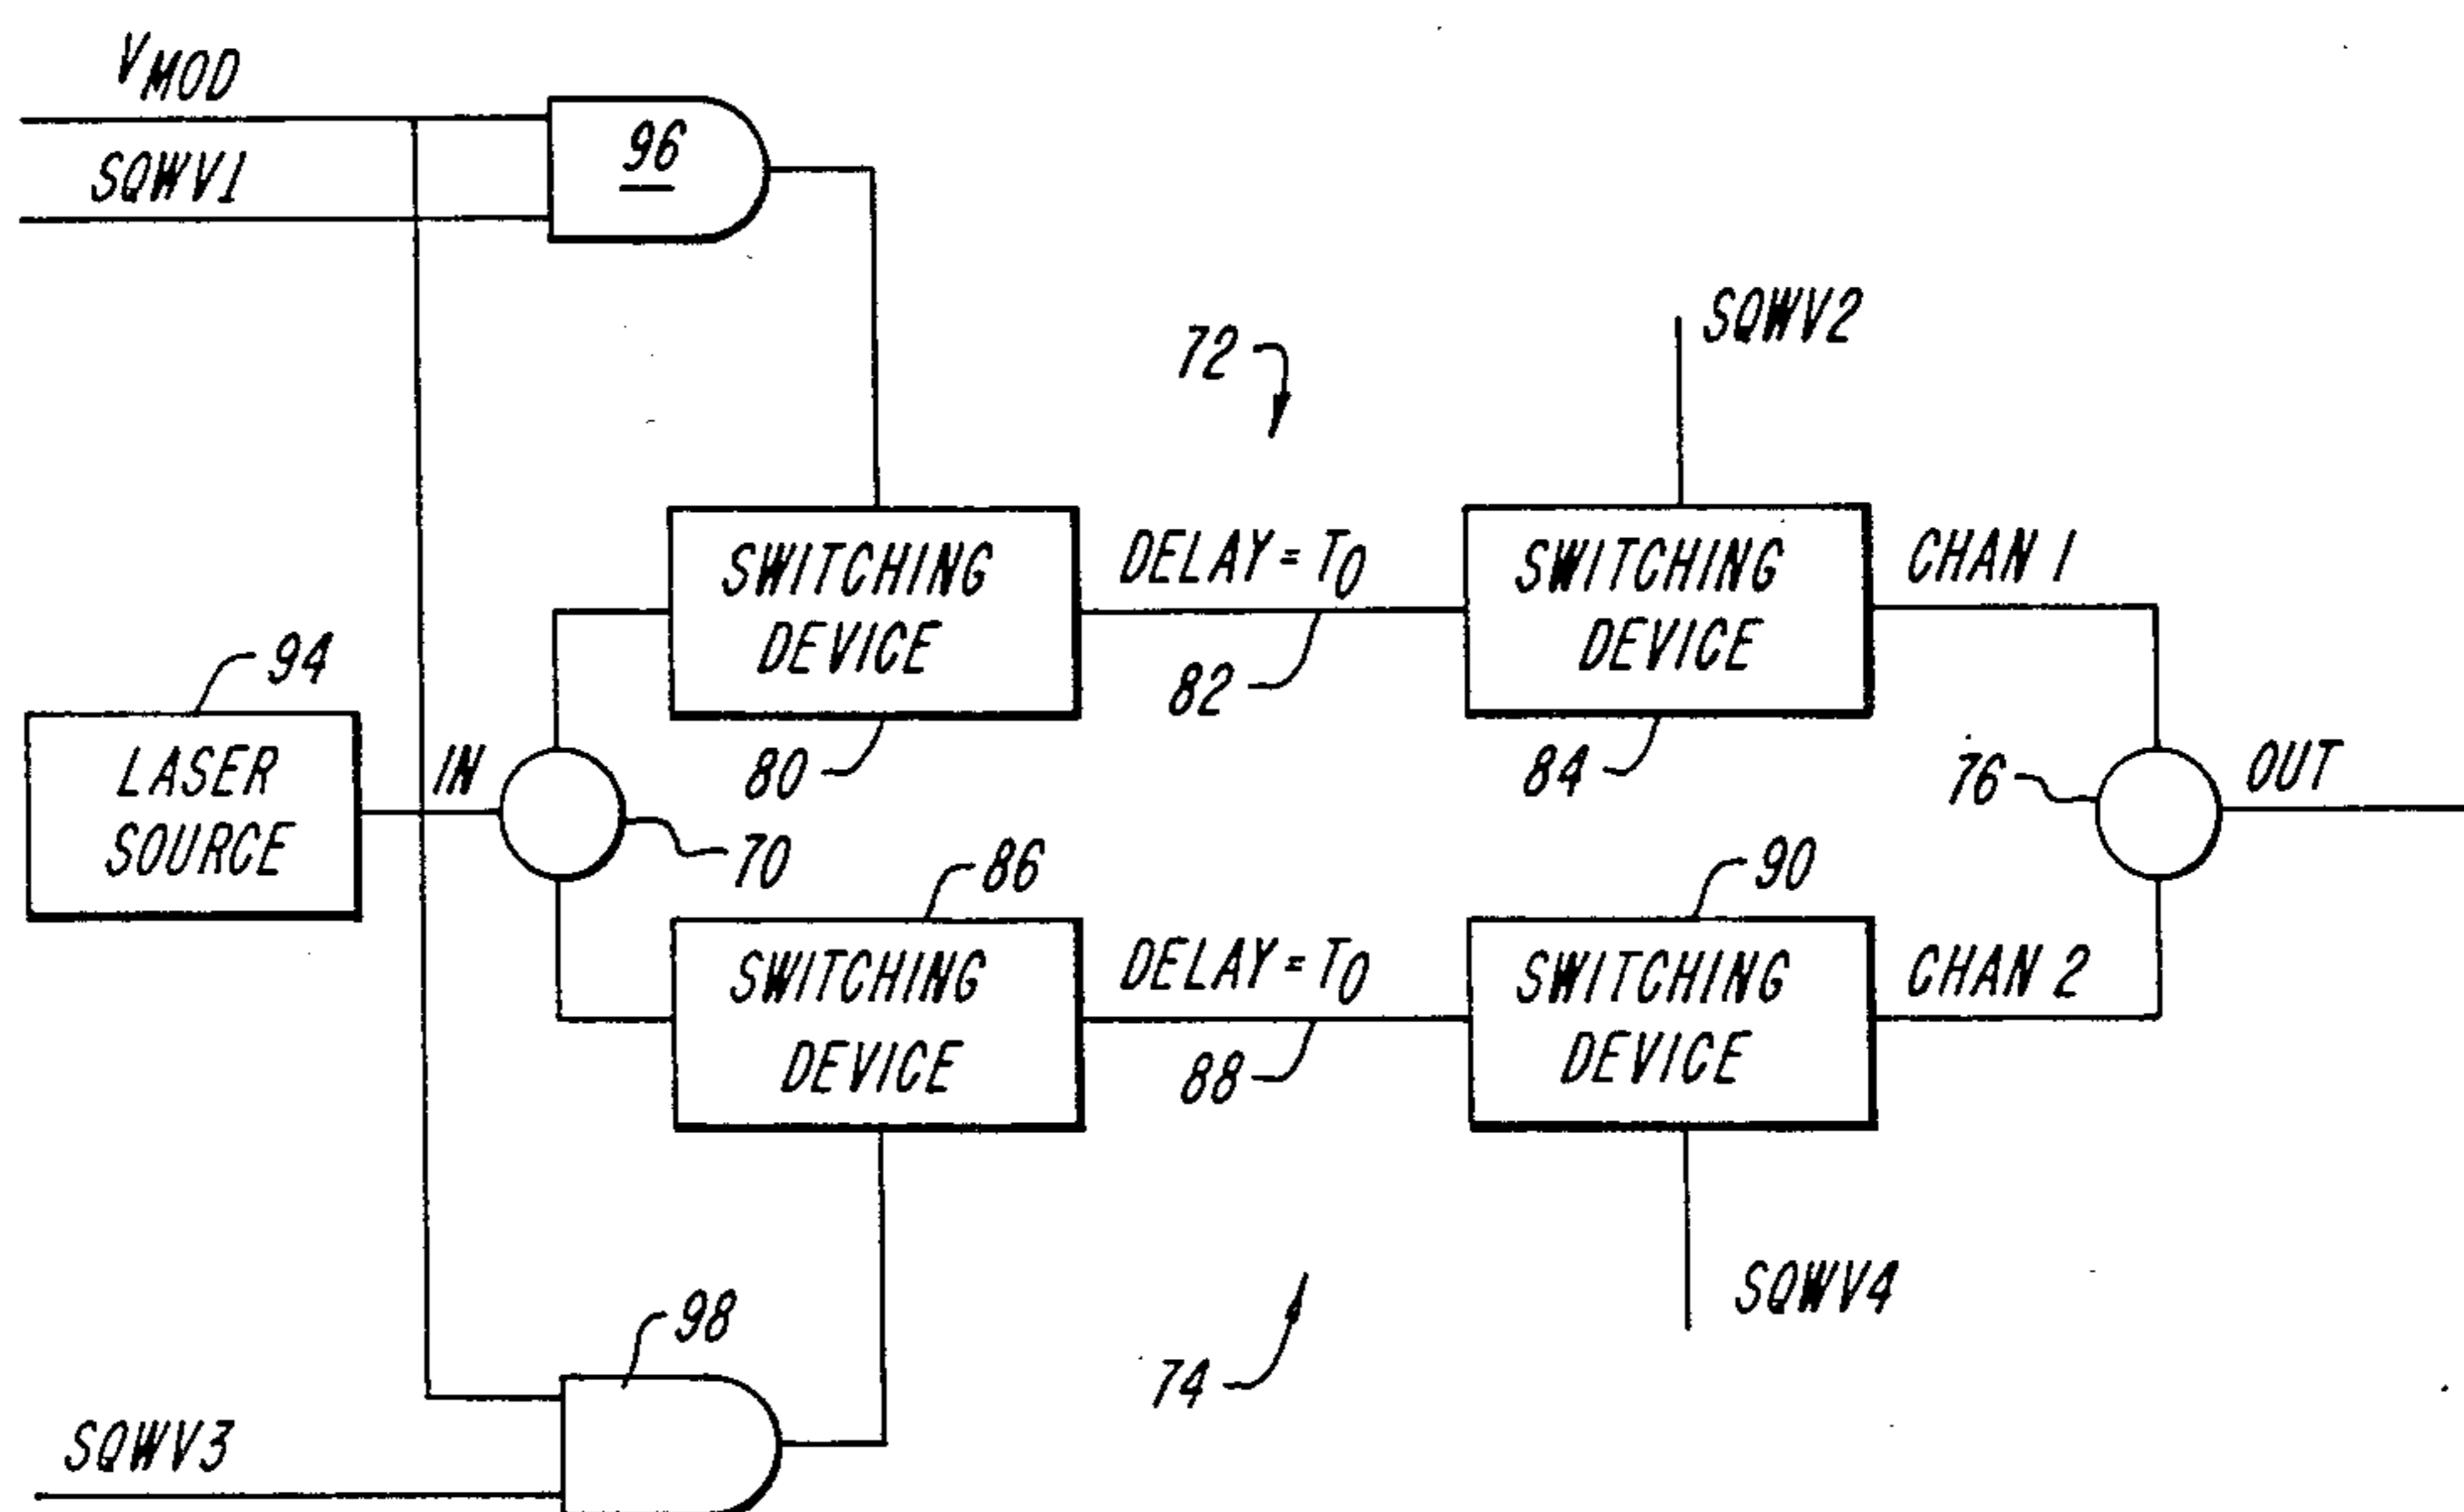 VMOD
SQWV1
96
SQWV2
72
SWITCHING
DEVICE
DELAY = T0
SWITCHING
DEVICE
CHAN 1
94
82
LASER
SOURCE
IN
80
84
76
OUT
70
86
90
SWITCHING
DEVICE
DELAY = T0
SWITCHING
DEVICE
CHAN 2
88
98
74
SQWV4
SQWV3